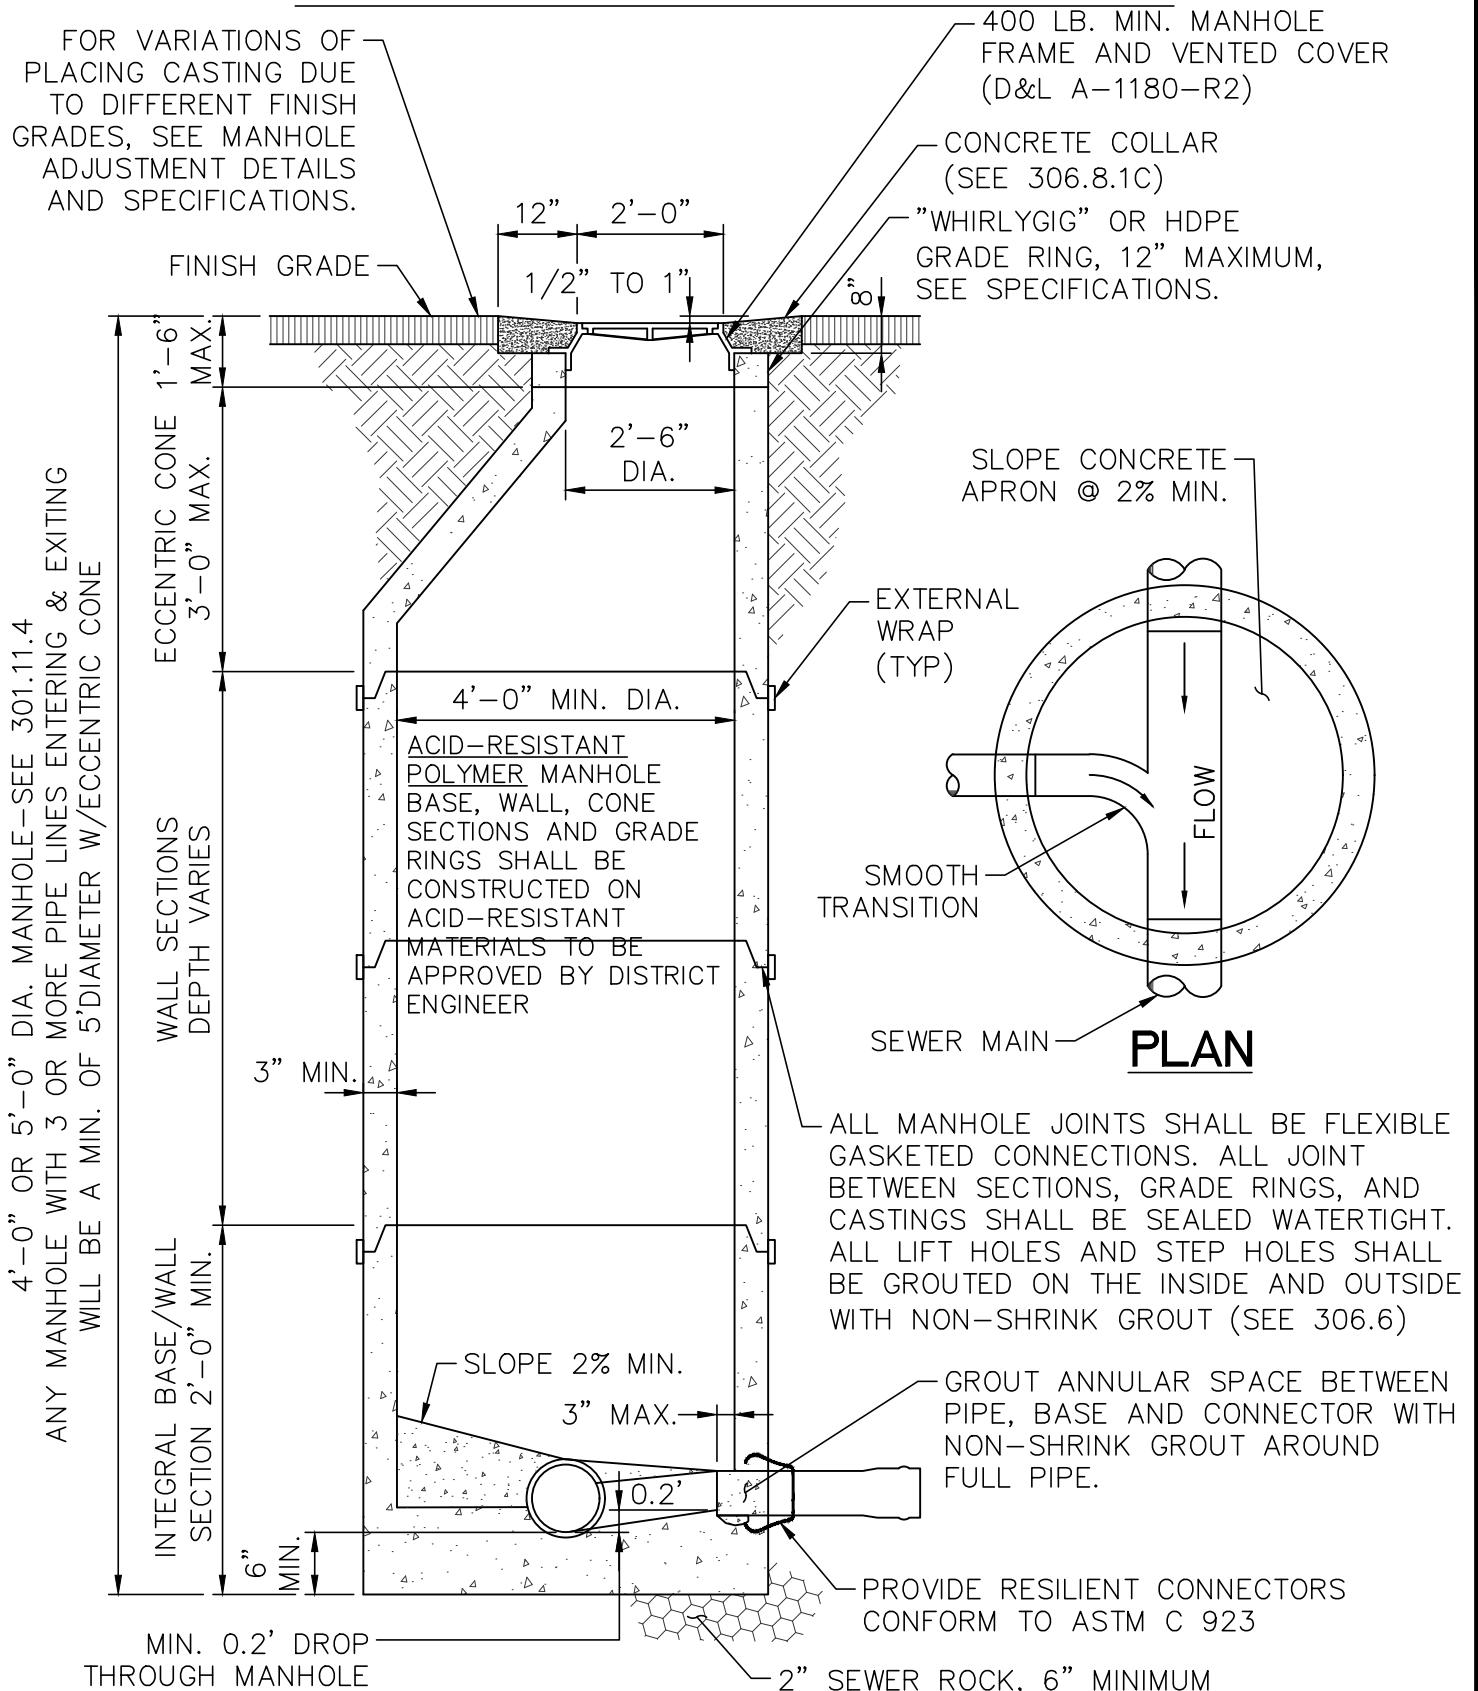 FOR VARIATIONS OF
PLACING CASTING DUE
TO DIFFERENT FINISH
GRADES, SEE MANHOLE
ADJUSTMENT DETAILS
AND SPECIFICATIONS.
400 LB. MIN. MANHOLE
FRAME AND VENTED COVER
(D&L A-1180-R2)
CONCRETE COLLAR
(SEE 306.8.1C)
"WHIRLYGIG" OR HDPE
GRADE RING, 12" MAXIMUM,
SEE SPECIFICATIONS.
12"
2'-0"
FINISH GRADE
1/2" TO 1"
8"
1'-6"
MAX.
ECCENTRIC CONE
3'-0" MAX.
2'-6"
DIA.
SLOPE CONCRETE
APRON @ 2% MIN.
EXTERNAL
WRAP
(TYP)
4'-0" MIN. DIA.
ACID-RESISTANT
POLYMER MANHOLE
BASE, WALL, CONE
SECTIONS AND GRADE
RINGS SHALL BE
CONSTRUCTED ON
ACID-RESISTANT
MATERIALS TO BE
APPROVED BY DISTRICT
ENGINEER
4'-0" OR 5'-0" DIA. MANHOLE-SEE 301.11.4
ANY MANHOLE WITH 3 OR MORE PIPE LINES ENTERING & EXITING
WILL BE A MIN. OF 5'DIAMETER W/ECCENTRIC CONE
WALL SECTIONS
DEPTH VARIES
FLOW
SMOOTH
TRANSITION
SEWER MAIN
PLAN
3" MIN.
ALL MANHOLE JOINTS SHALL BE FLEXIBLE
GASKETED CONNECTIONS. ALL JOINT
BETWEEN SECTIONS, GRADE RINGS, AND
CASTINGS SHALL BE SEALED WATERTIGHT.
ALL LIFT HOLES AND STEP HOLES SHALL
BE GROUTED ON THE INSIDE AND OUTSIDE
WITH NON-SHRINK GROUT (SEE 306.6)
INTEGRAL BASE/WALL
SECTION 2'-0" MIN.
SLOPE 2% MIN.
3" MAX.
GROUT ANNULAR SPACE BETWEEN
PIPE, BASE AND CONNECTOR WITH
NON-SHRINK GROUT AROUND
FULL PIPE.
0.2'
6"
MIN.
PROVIDE RESILIENT CONNECTORS
CONFORM TO ASTM C 923
MIN. 0.2' DROP
THROUGH MANHOLE
2" SEWER ROCK, 6" MINIMUM